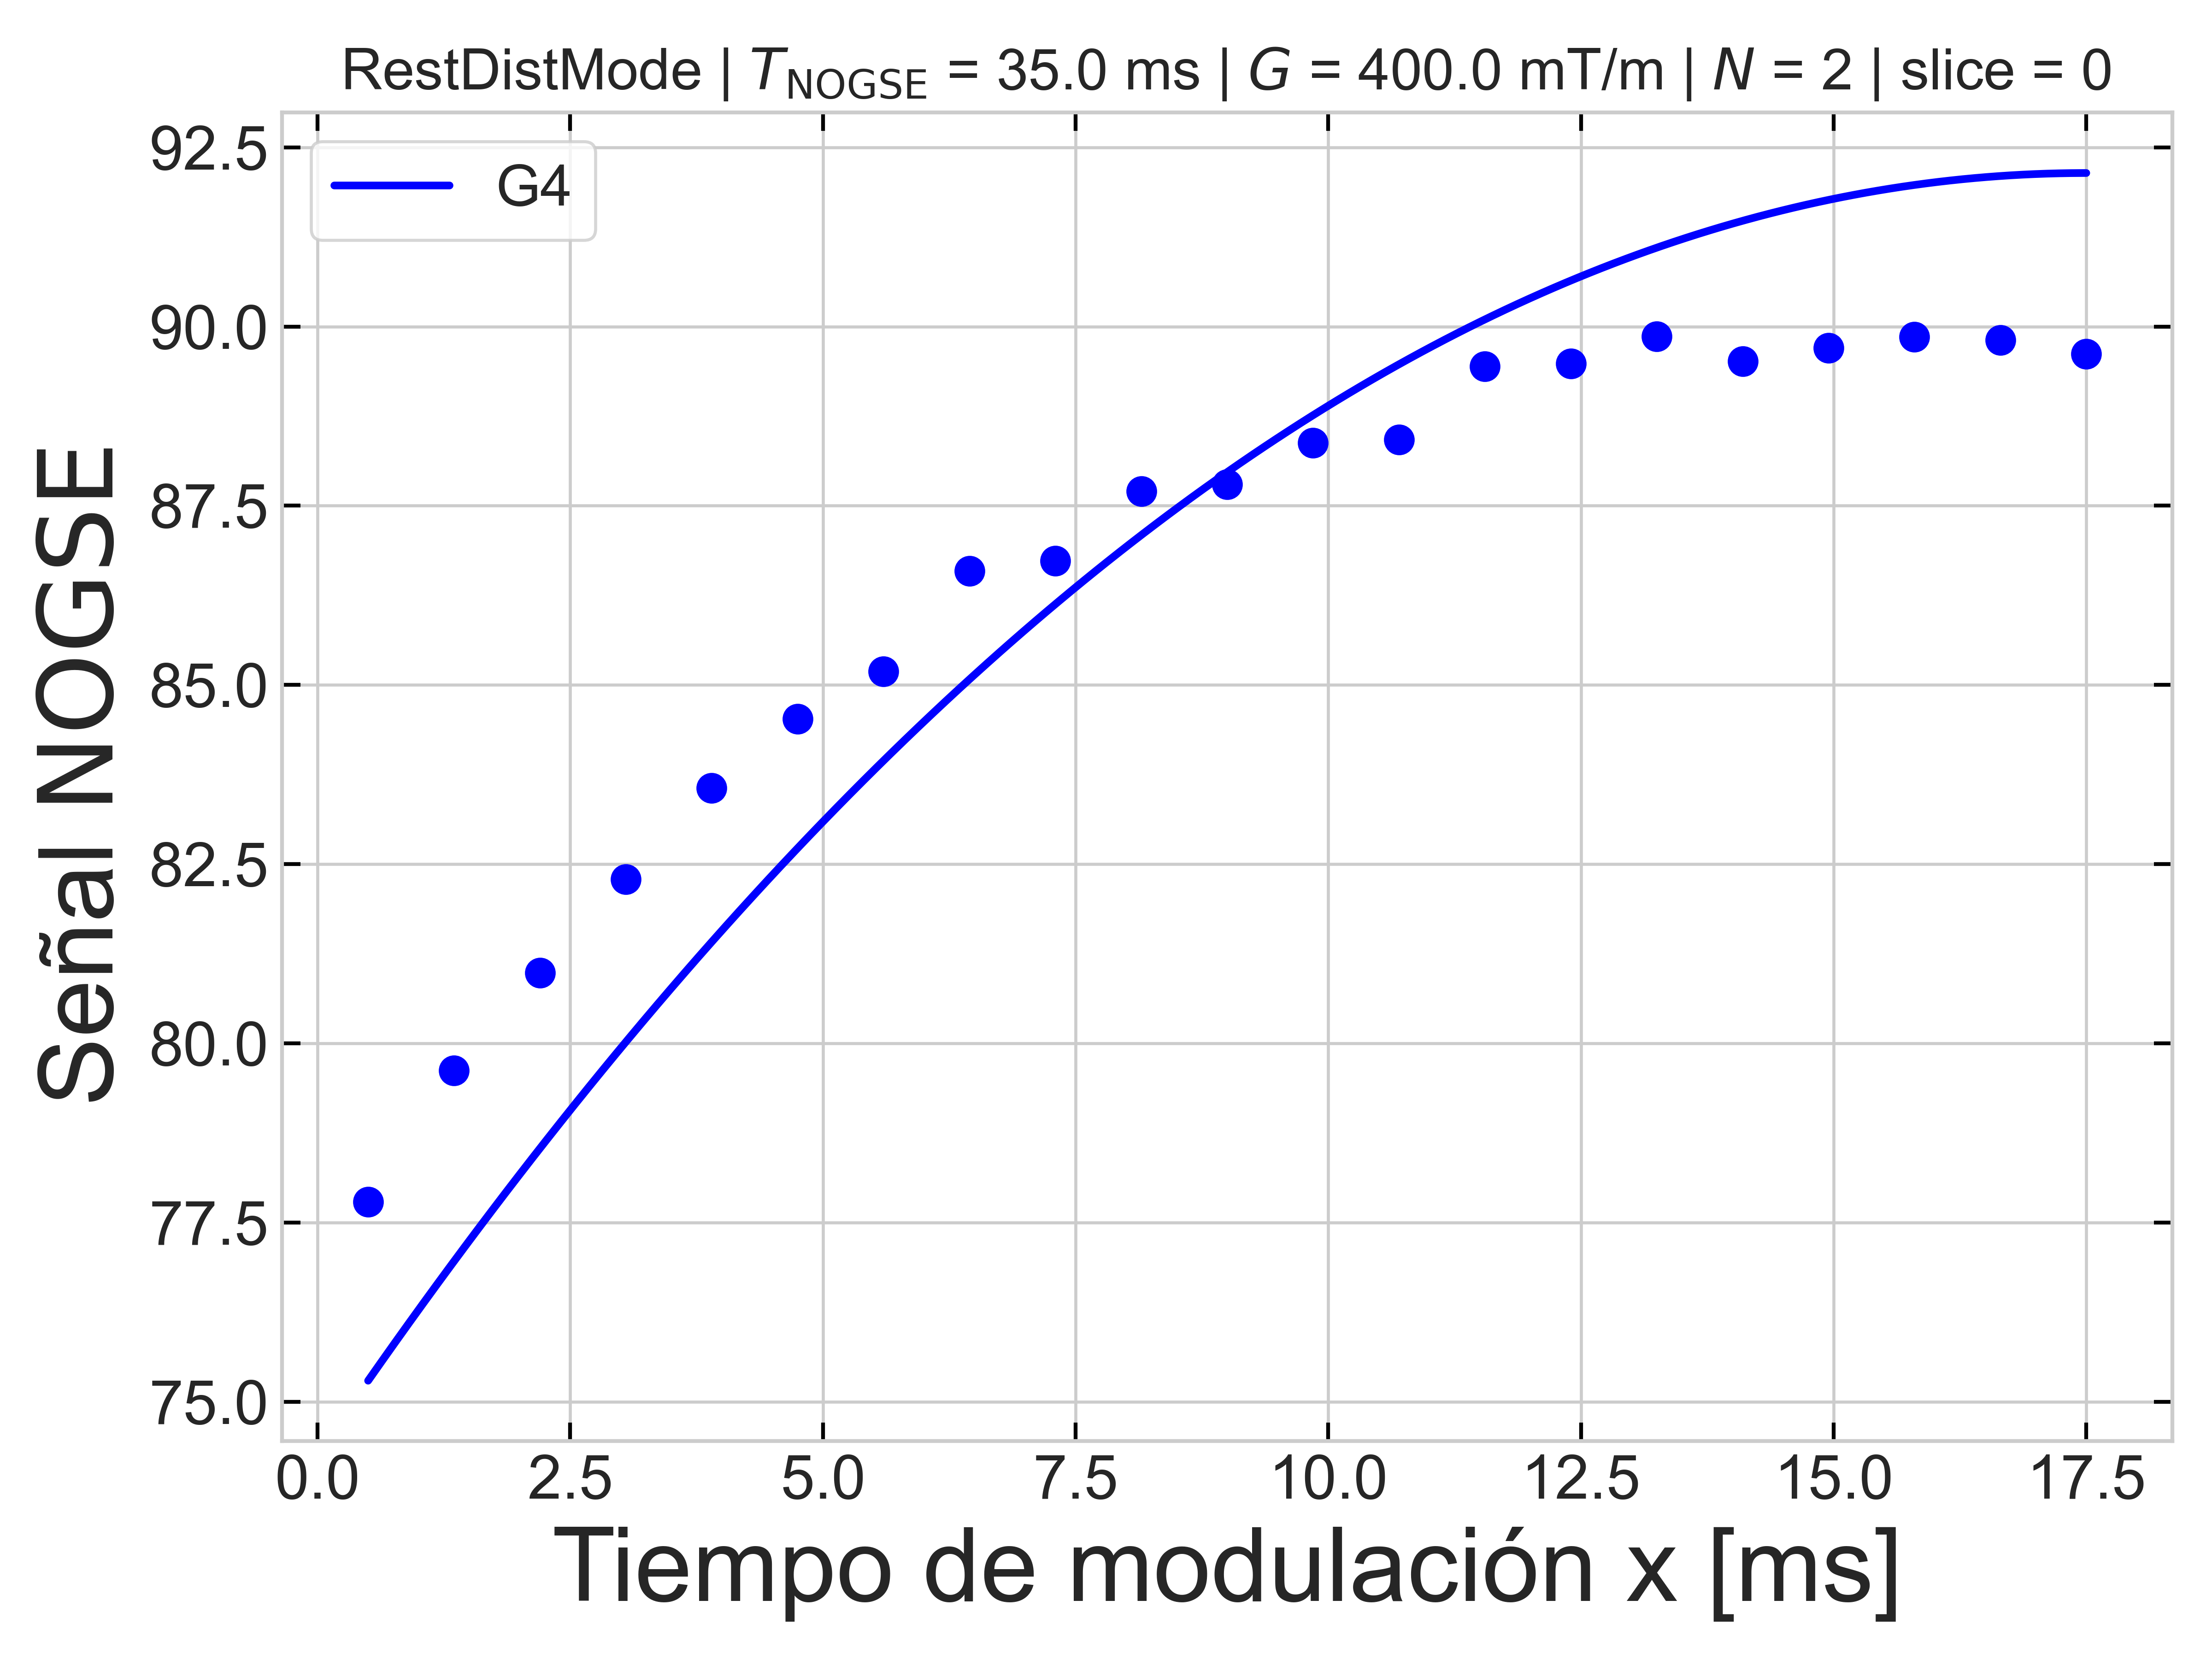 RestDistMode | T_NOGSE = 35.0 ms | G = 400.0 mT/m | N = 2 | slice = 0
G4
Señal NOGSE
92.5
90.0
87.5
85.0
82.5
80.0
77.5
75.0
0.0 2.5 5.0 7.5 10.0 12.5 15.0 17.5
Tiempo de modulación x [ms]